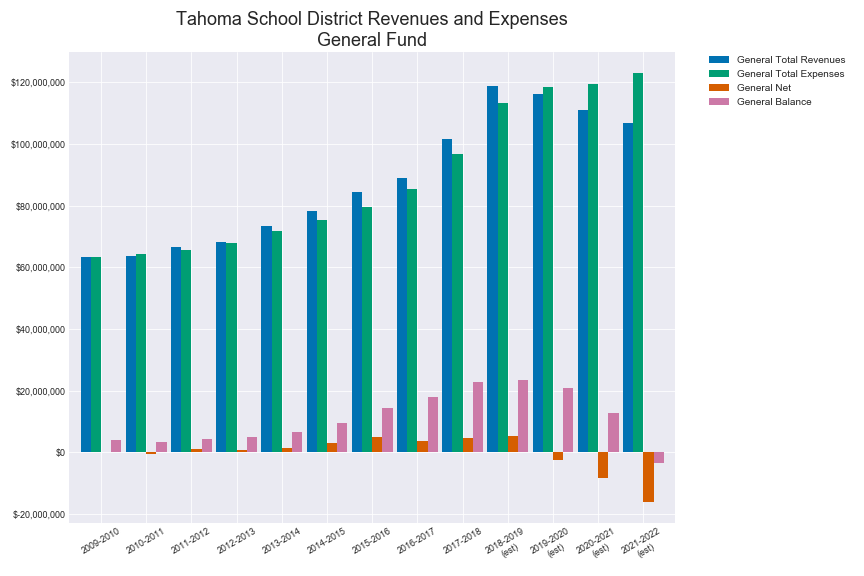 Tahoma School District Revenues and Expenses
General Fund
General Total Revenues
General Total Expenses
General Net
General Balance
$120,000,000
$100,000,000
$80,000,000
$60,000,000
$40,000,000
$20,000,000
$0
$-20,000,000
2009-2010
2010-2011
2011-2012
2012-2013
2013-2014
2014-2015
2015-2016
2016-2017
2017-2018
2018-2019
(est)
2019-2020
(est)
2020-2021
(est)
2021-2022
(est)